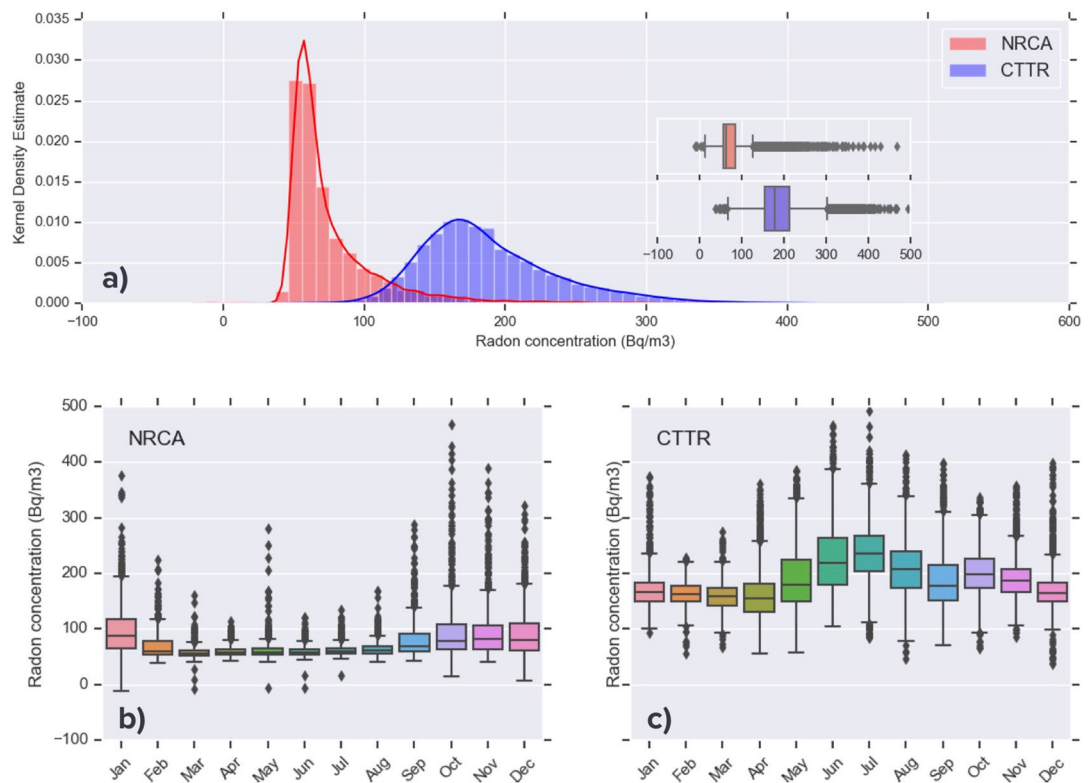 0.035
0.030
0.025
0.020
0.015
0.010
0.005
0.000
Kernel Density Estimate
a)
NRCA
CTTR
−100 0 100 200 300 400 500
−100 0 100 200 300 400 500 600
Radon concentration (Bq/m3)
500
400
300
200
100
0
−100
Radon concentration (Bq/m3)
NRCA
b)
Jan Feb Mar Apr May Jun Jul Aug Sep Oct Nov Dec
Radon concentration (Bq/m3)
CTTR
c)
Jan Feb Mar Apr May Jun Jul Aug Sep Oct Nov Dec